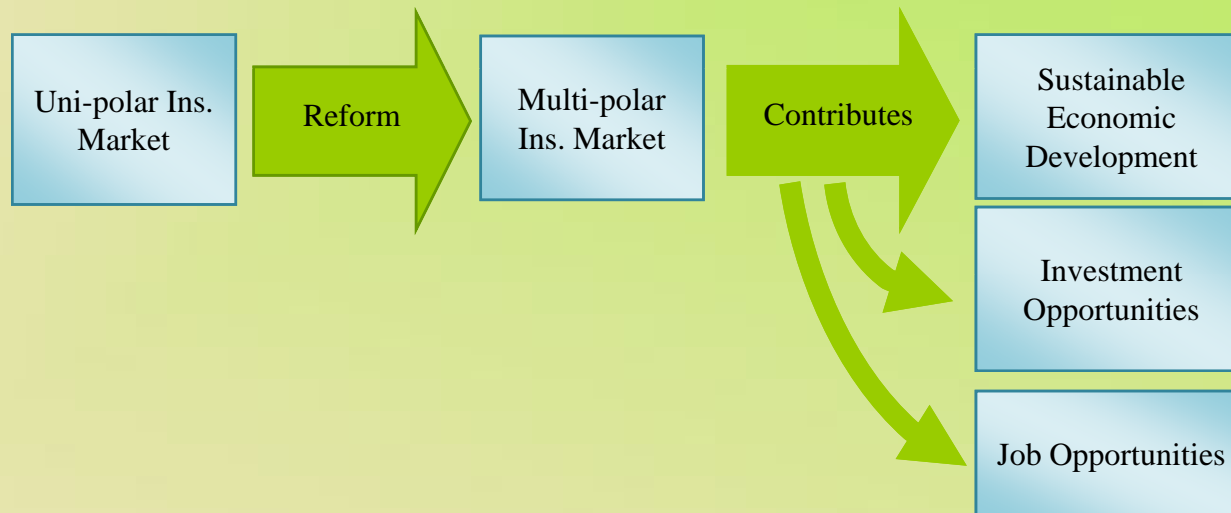 Uni-polar Ins.
Market
Reform
Multi-polar
Ins. Market
Contributes
Sustainable
Economic
Development
Investment
Opportunities
Job Opportunities